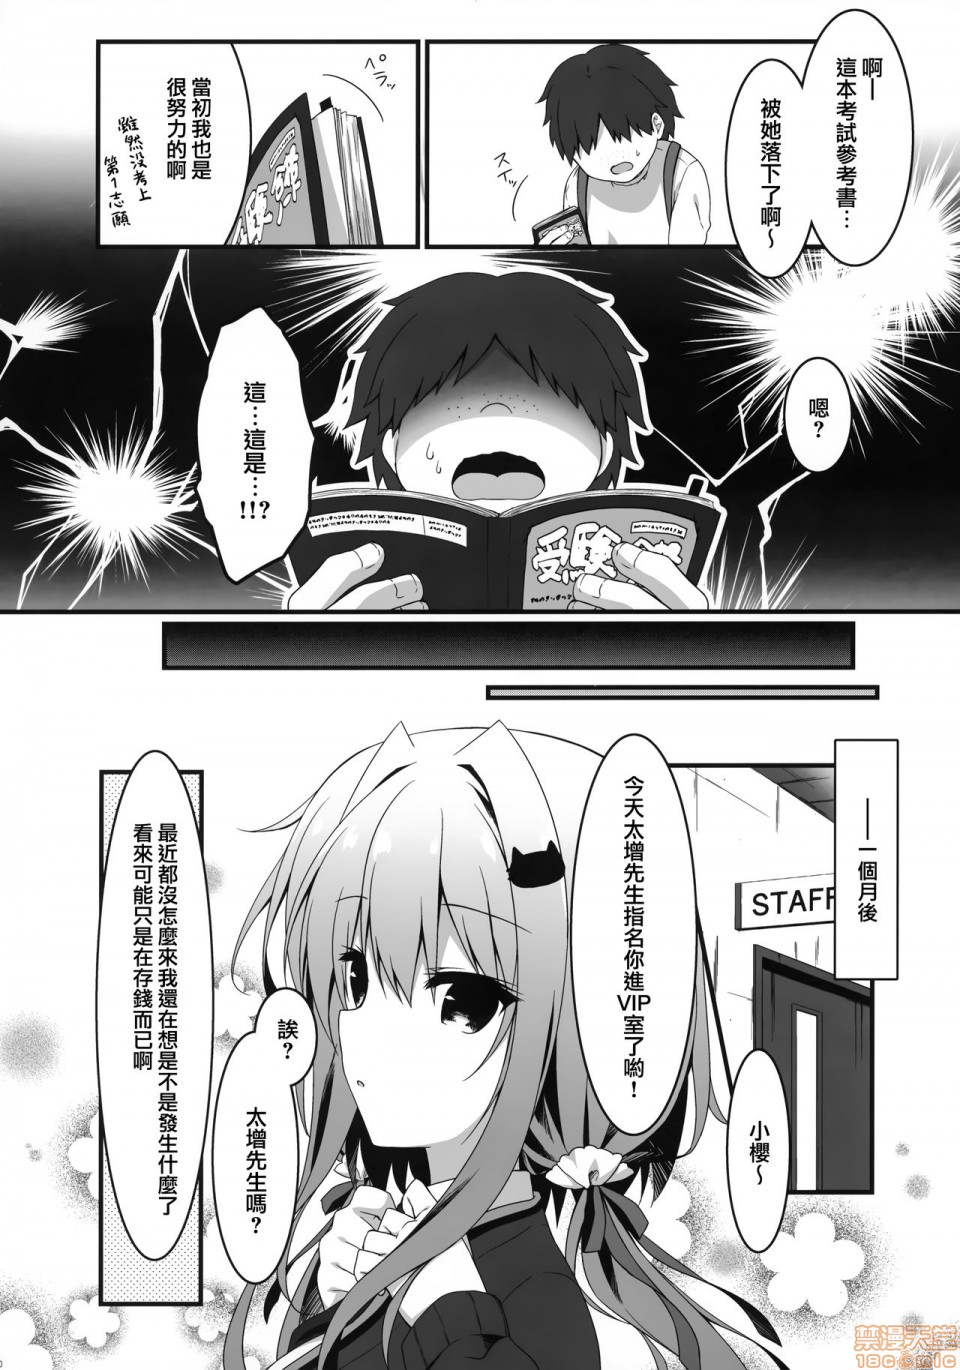 啊—
這本考試參考書…
被她落下了啊～
スイッ
ペラッ
當初我也是
很努力的啊
雖然没考上
第1志願
嗯?
這…這是…
!!?
受験
——一個月後
STAFF
小櫻～
今天太增先生指名你進VIP室了喲!
誒?
太增先生嗎?
最近都沒怎麼來我還在想是不是發生什麼了
看來可能只是在存錢而已啊
禁漫天堂
18comic